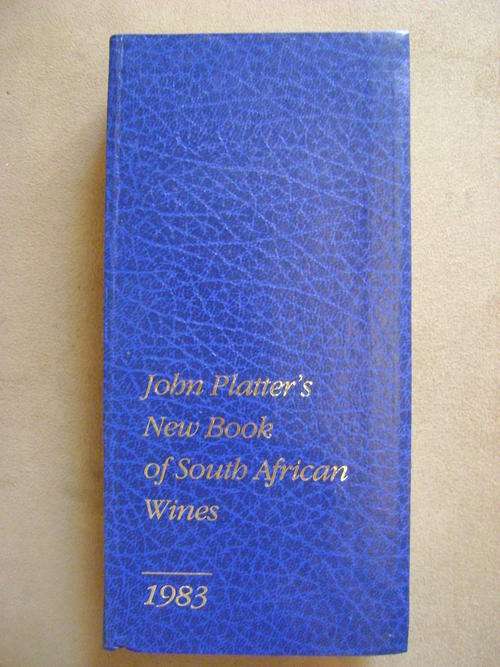 John Platter's
New Book
of South African
Wines
1983